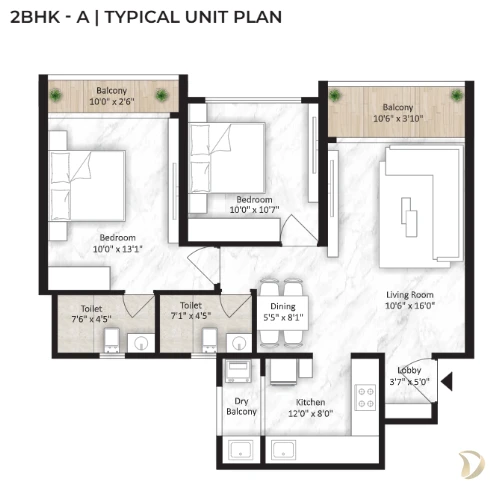 2BHK - A | TYPICAL UNIT PLAN
Balcony
10'0" x 2'6"
Balcony
10'6" x 3'10"
Bedroom
10'0" x 10'7"
Bedroom
10'0" x 13'1"
Toilet
7'6" x 4'5"
Toilet
7'1" x 4'5"
Dining
5'5" x 8'1"
Living Room
10'6" x 16'0"
Lobby
3'7" x 5'0"
Dry
Balcony
Kitchen
12'0" x 8'0"